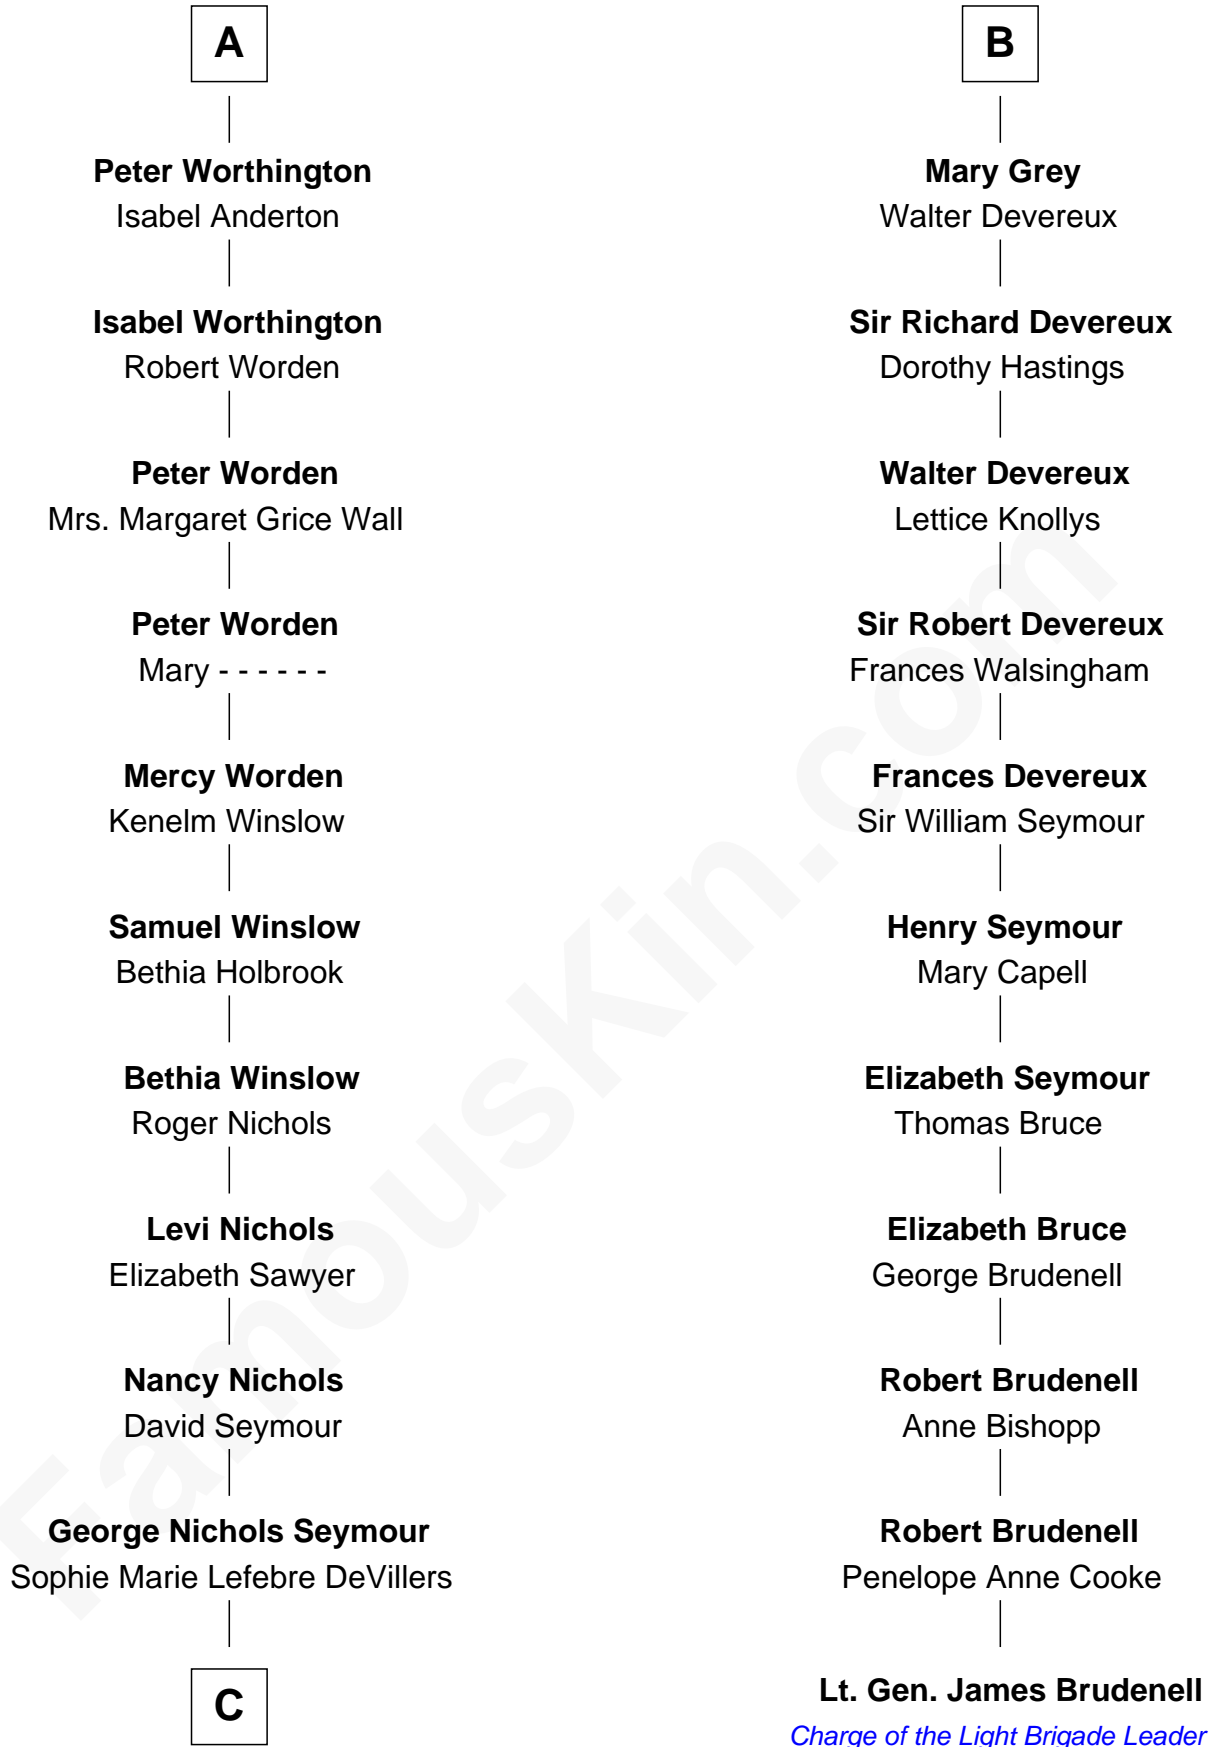 A
Peter Worthington
Isabel Anderton
Isabel Worthington
Robert Worden
Peter Worden
Mrs. Margaret Grice Wall
Peter Worden
Mary - - - - - -
Mercy Worden
Kenelm Winslow
Samuel Winslow
Bethia Holbrook
Bethia Winslow
Roger Nichols
Levi Nichols
Elizabeth Sawyer
Nancy Nichols
David Seymour
George Nichols Seymour
Sophie Marie Lefebre DeVillers
C
B
Mary Grey
Walter Devereux
Sir Richard Devereux
Dorothy Hastings
Walter Devereux
Lettice Knollys
Sir Robert Devereux
Frances Walsingham
Frances Devereux
Sir William Seymour
Henry Seymour
Mary Capell
Elizabeth Seymour
Thomas Bruce
Elizabeth Bruce
George Brudenell
Robert Brudenell
Anne Bishopp
Robert Brudenell
Penelope Anne Cooke
Lt. Gen. James Brudenell
Charge of the Light Brigade Leader
FamousKin.com